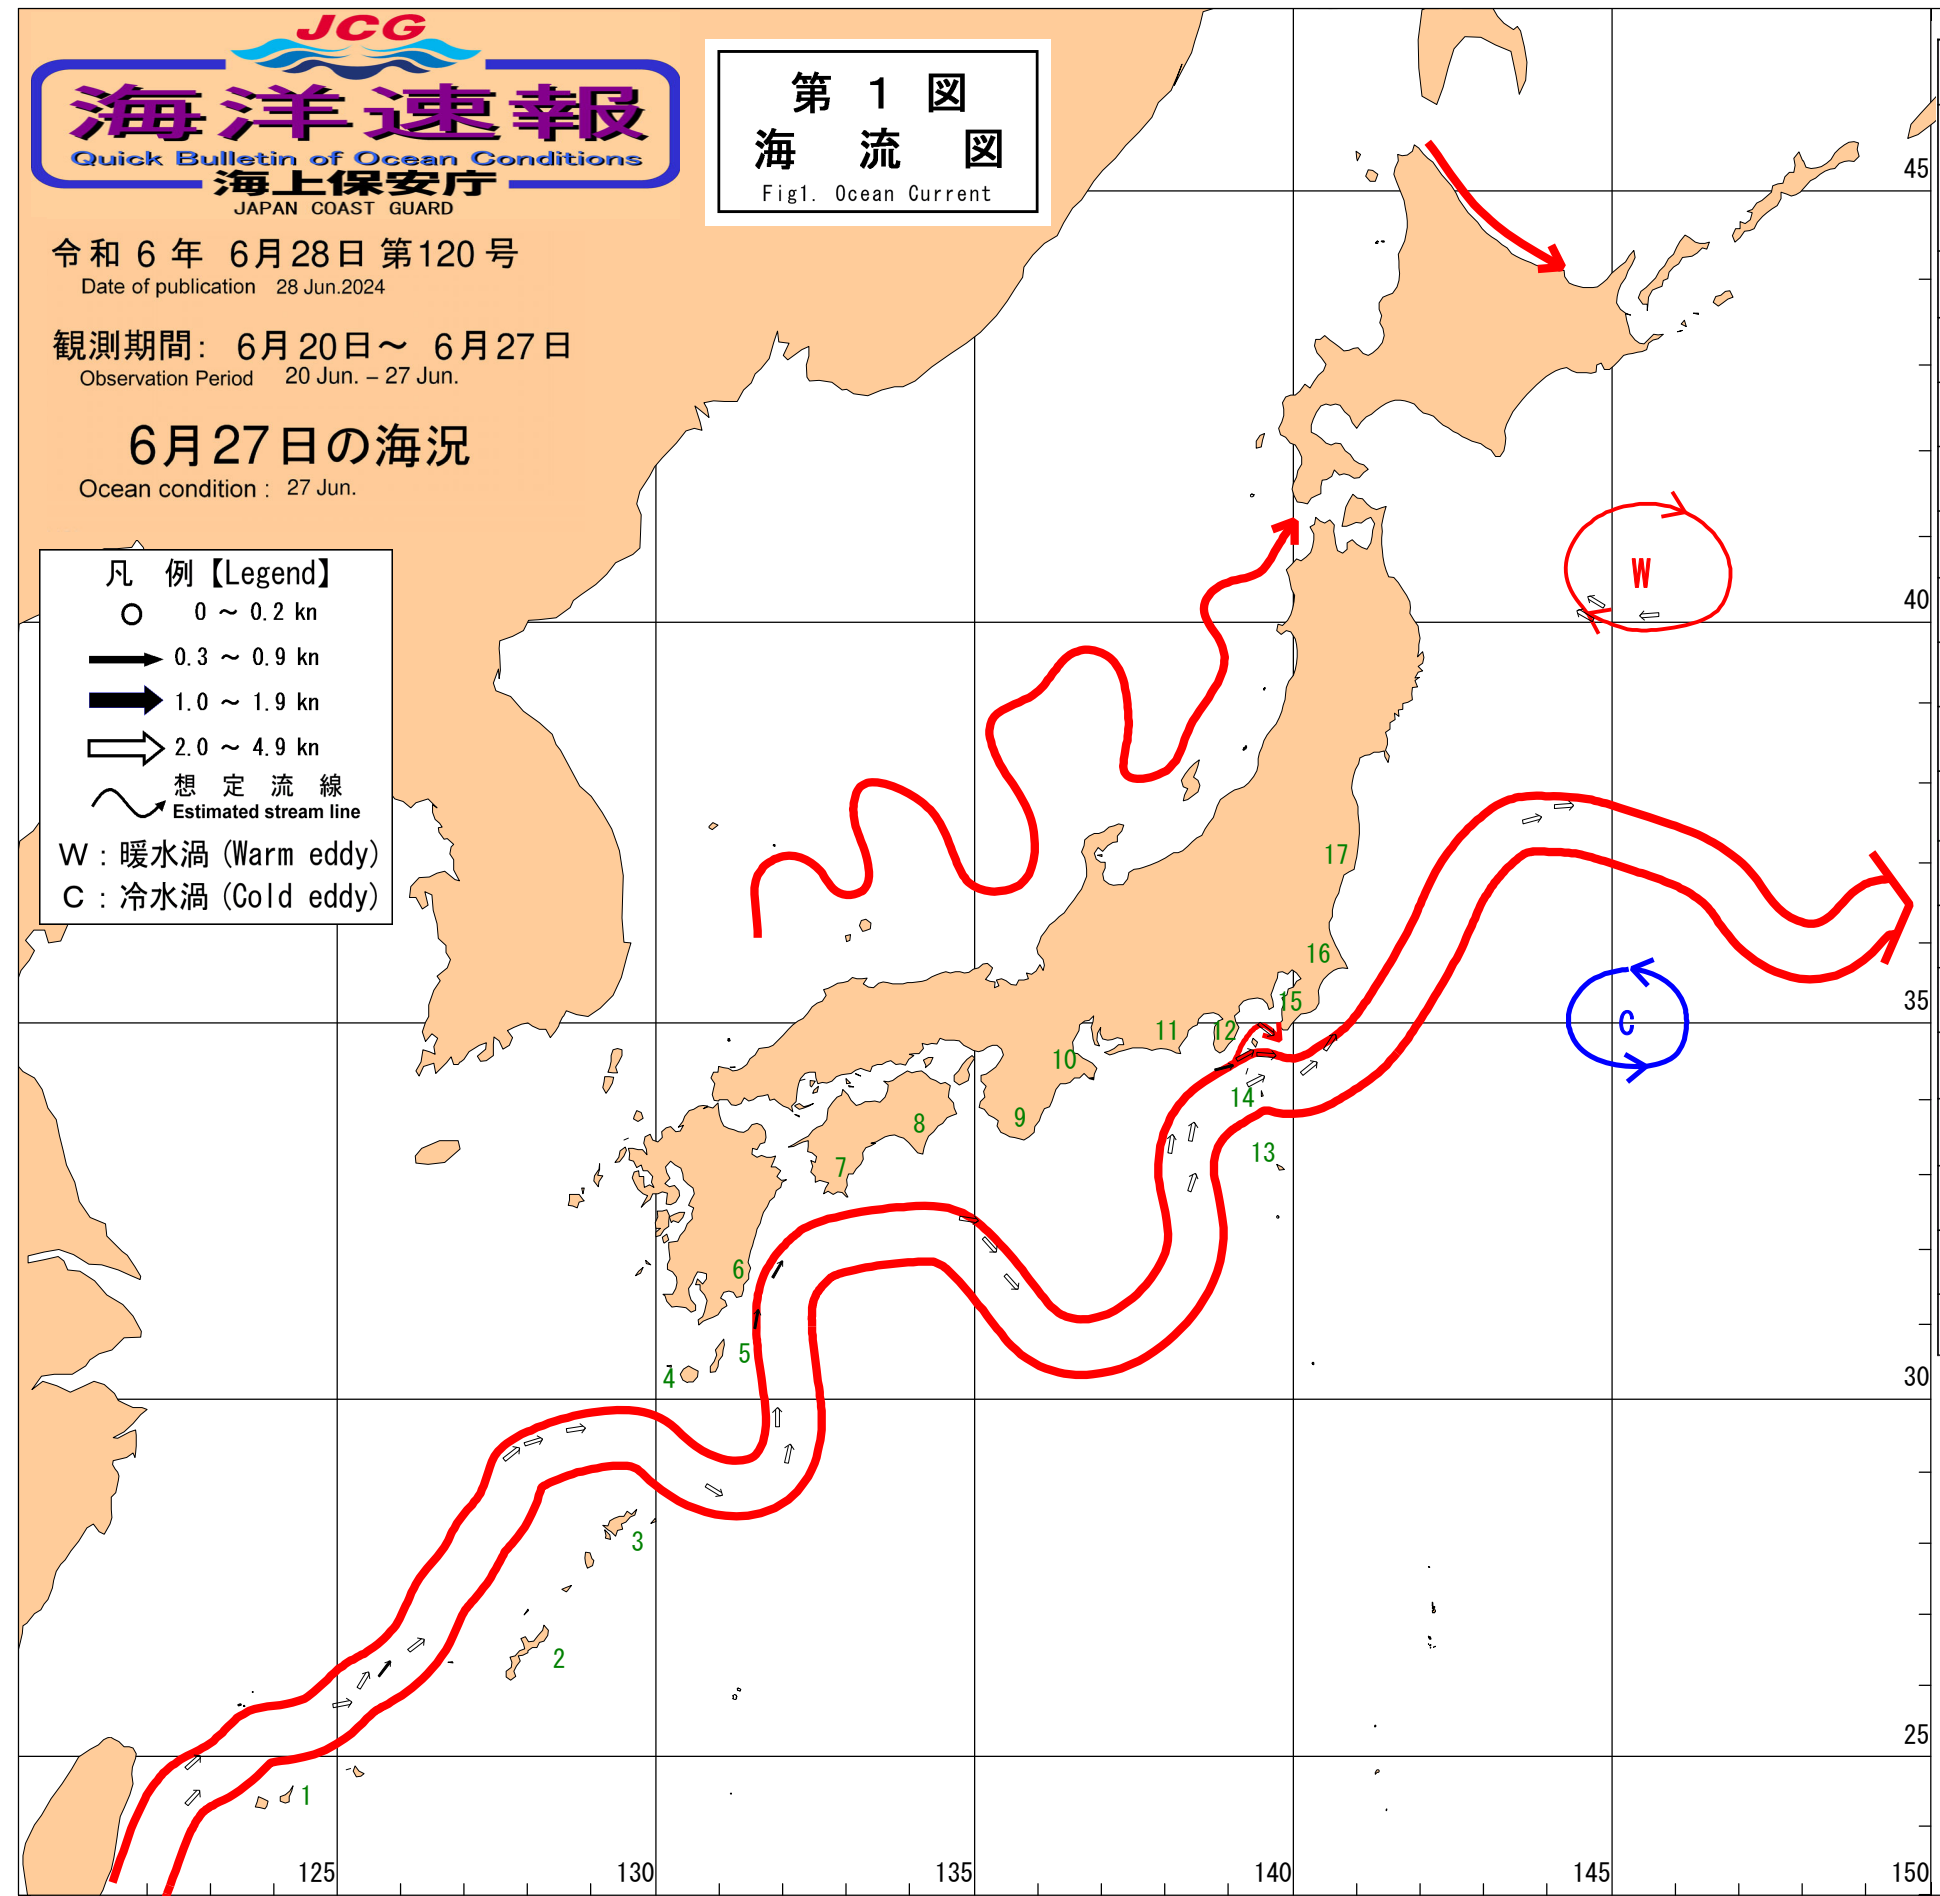 JCG
海洋速報
Quick Bulletin of Ocean Conditions
海上保安庁
JAPAN COAST GUARD
令和 6 年 6月28日 第120 号
Date of publication 28 Jun.2024
観測期間: 6月20日～ 6月27日
Observation Period 20 Jun. – 27 Jun.
6月27日の海況
Ocean condition : 27 Jun.
第 1 図
海 流 図
Fig1. Ocean Current
凡 例【Legend】
0 ～ 0.2 kn
0.3 ～ 0.9 kn
1.0 ～ 1.9 kn
2.0 ～ 4.9 kn
想 定 流 線
Estimated stream line
W : 暖水渦 (Warm eddy)
C : 冷水渦 (Cold eddy)
45
W
40
17
16
35
15
C
12
11
10
14
9
8
13
7
6
5
4
30
3
2
25
1
125
130
135
140
145
150